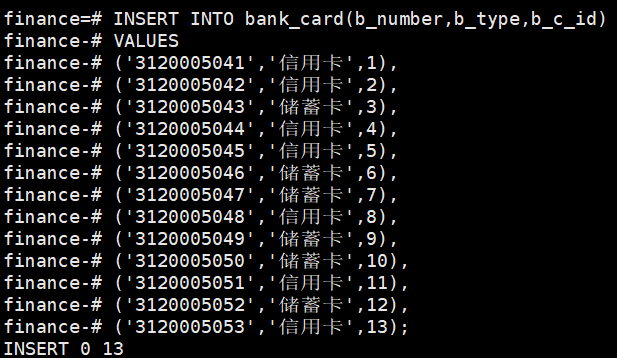 finance=# INSERT INTO bank_card(b_number,b_type,b_c_id)
finance-# VALUES
finance-# ('3120005041','信用卡',1),
finance-# ('3120005042','信用卡',2),
finance-# ('3120005043','储蓄卡',3),
finance-# ('3120005044','信用卡',4),
finance-# ('3120005045','信用卡',5),
finance-# ('3120005046','储蓄卡',6),
finance-# ('3120005047','储蓄卡',7),
finance-# ('3120005048','信用卡',8),
finance-# ('3120005049','储蓄卡',9),
finance-# ('3120005050','储蓄卡',10),
finance-# ('3120005051','信用卡',11),
finance-# ('3120005052','储蓄卡',12),
finance-# ('3120005053','信用卡',13);
INSERT 0 13